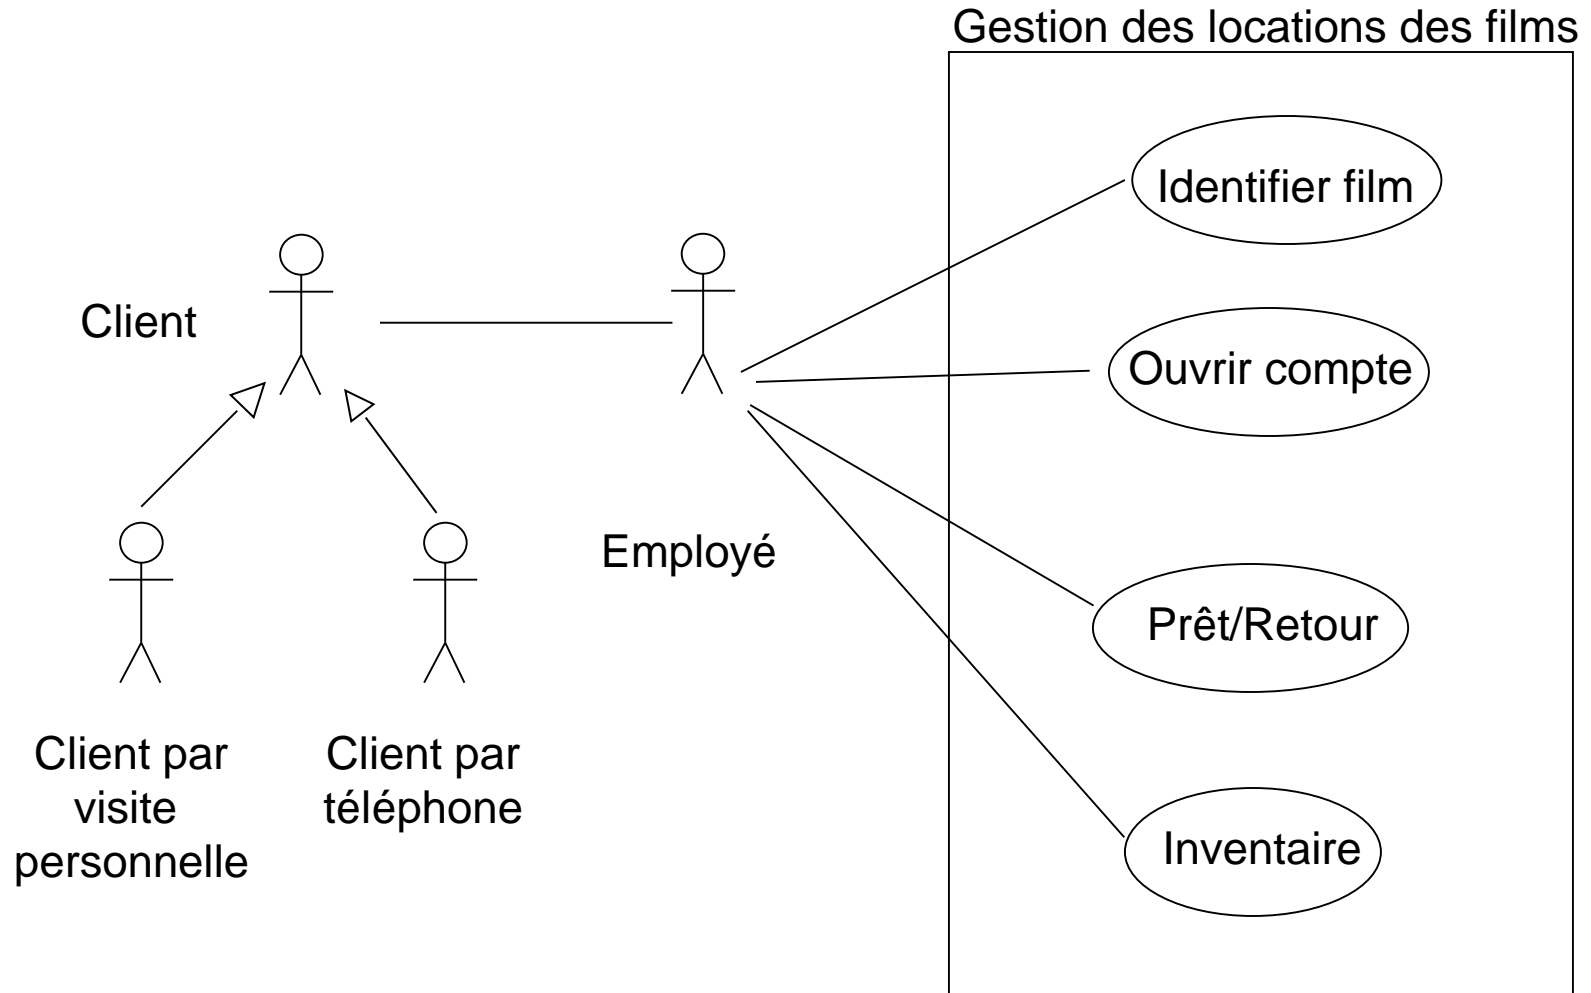 Gestion des locations des films
Identifier film
Client
Ouvrir compte
Employé
Prêt/Retour
Client par
visite
personnelle
Client par
téléphone
Inventaire